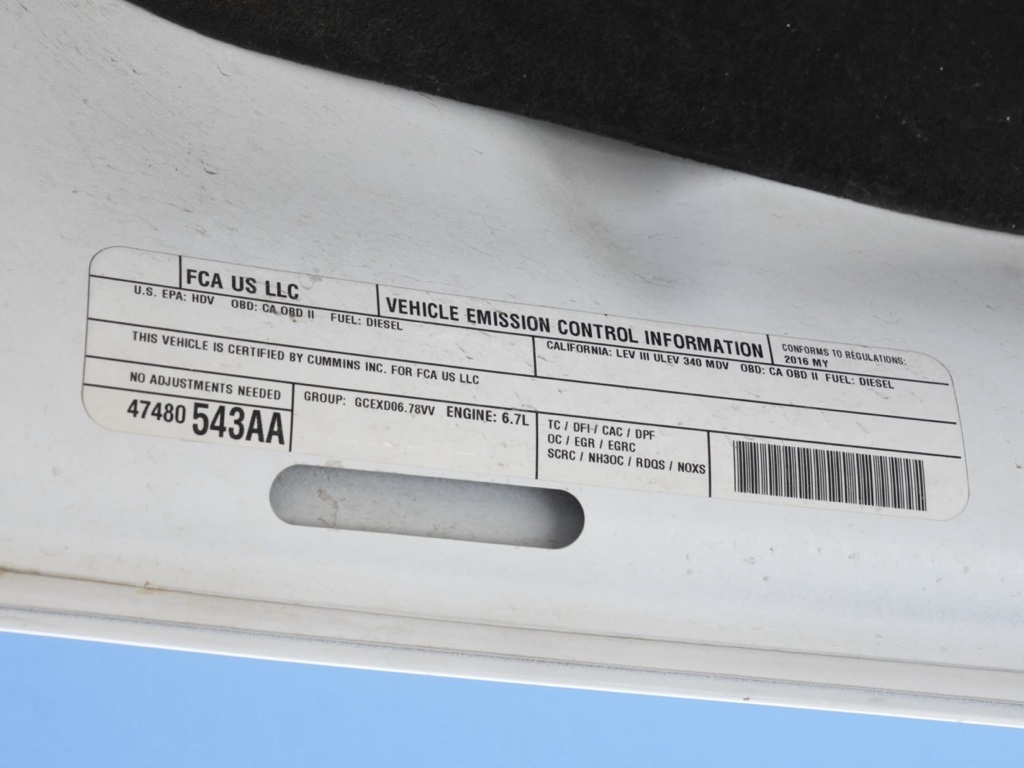 FCA US LLC
VEHICLE EMISSION CONTROL INFORMATION
CONFORMS TO REGULATIONS:
2016 MY
U.S. EPA: HDV OBD: CA OBD II FUEL: DIESEL
CALIFORNIA: LEV III ULEV 340 MDV OBD: CA OBD II FUEL: DIESEL
THIS VEHICLE IS CERTIFIED BY CUMMINS INC. FOR FCA US LLC
NO ADJUSTMENTS NEEDED
47480 543AA
GROUP: GCEXD06.78VV ENGINE: 6.7L
TC / DFI / CAC / DPF
OC / EGR / EGRC
SCRC / NH3OC / RDQS / NOXS